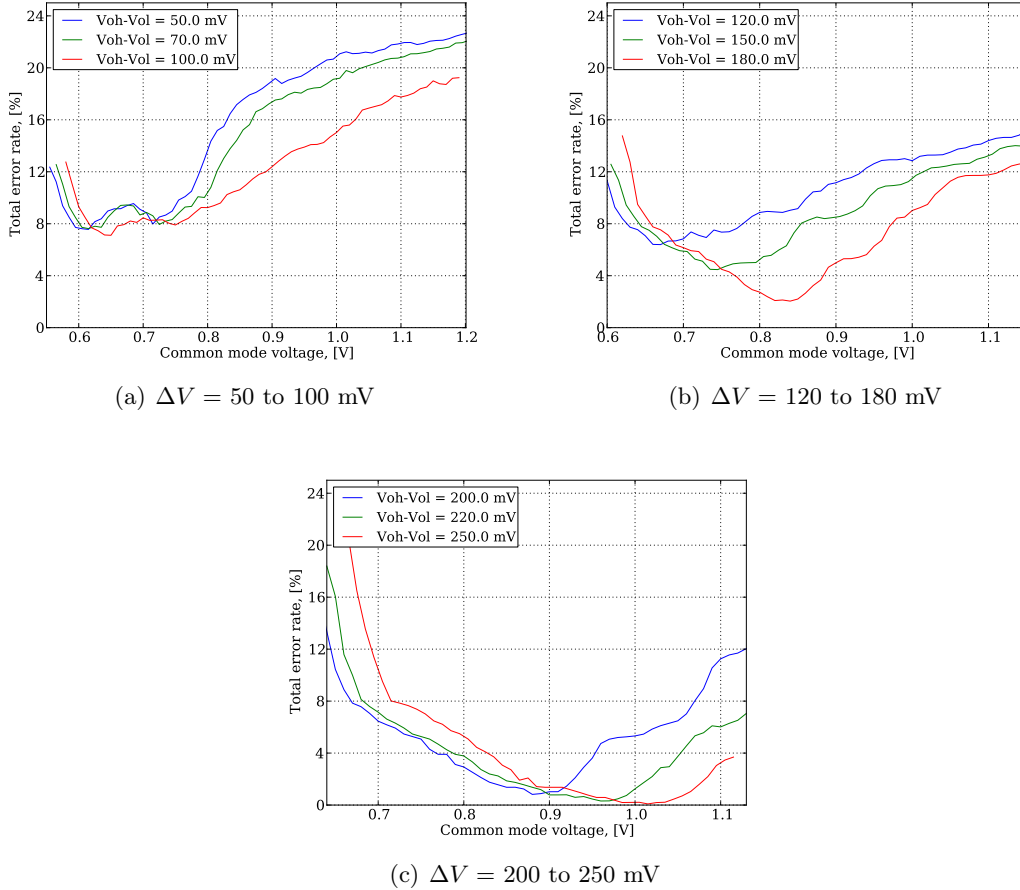 Voh-Vol = 50.0 mV
Voh-Vol = 70.0 mV
Voh-Vol = 100.0 mV
24
20
16
12
8
4
0
Total error rate, [%]
0.6 0.7 0.8 0.9 1.0 1.1 1.2
Common mode voltage, [V]
(a) ΔV = 50 to 100 mV
Voh-Vol = 120.0 mV
Voh-Vol = 150.0 mV
Voh-Vol = 180.0 mV
24
20
16
12
8
4
0
Total error rate, [%]
0.6 0.7 0.8 0.9 1.0 1.1
Common mode voltage, [V]
(b) ΔV = 120 to 180 mV
Voh-Vol = 200.0 mV
Voh-Vol = 220.0 mV
Voh-Vol = 250.0 mV
24
20
16
12
8
4
0
Total error rate, [%]
0.7 0.8 0.9 1.0 1.1
Common mode voltage, [V]
(c) ΔV = 200 to 250 mV